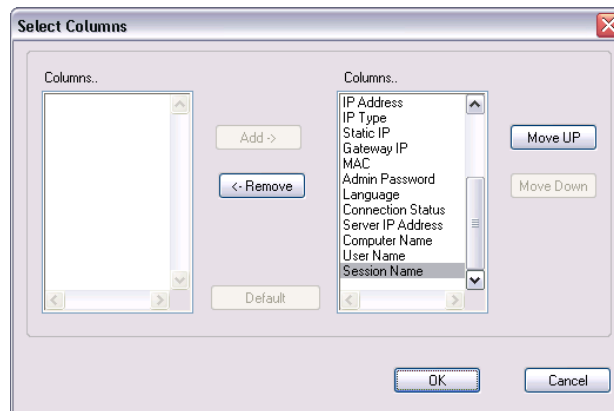 Select Columns
Columns..
Columns..
Add ->
<- Remove
Default
IP Address
IP Type
Static IP
Gateway IP
MAC
Admin Password
Language
Connection Status
Server IP Address
Computer Name
User Name
Session Name
Move UP
Move Down
OK
Cancel